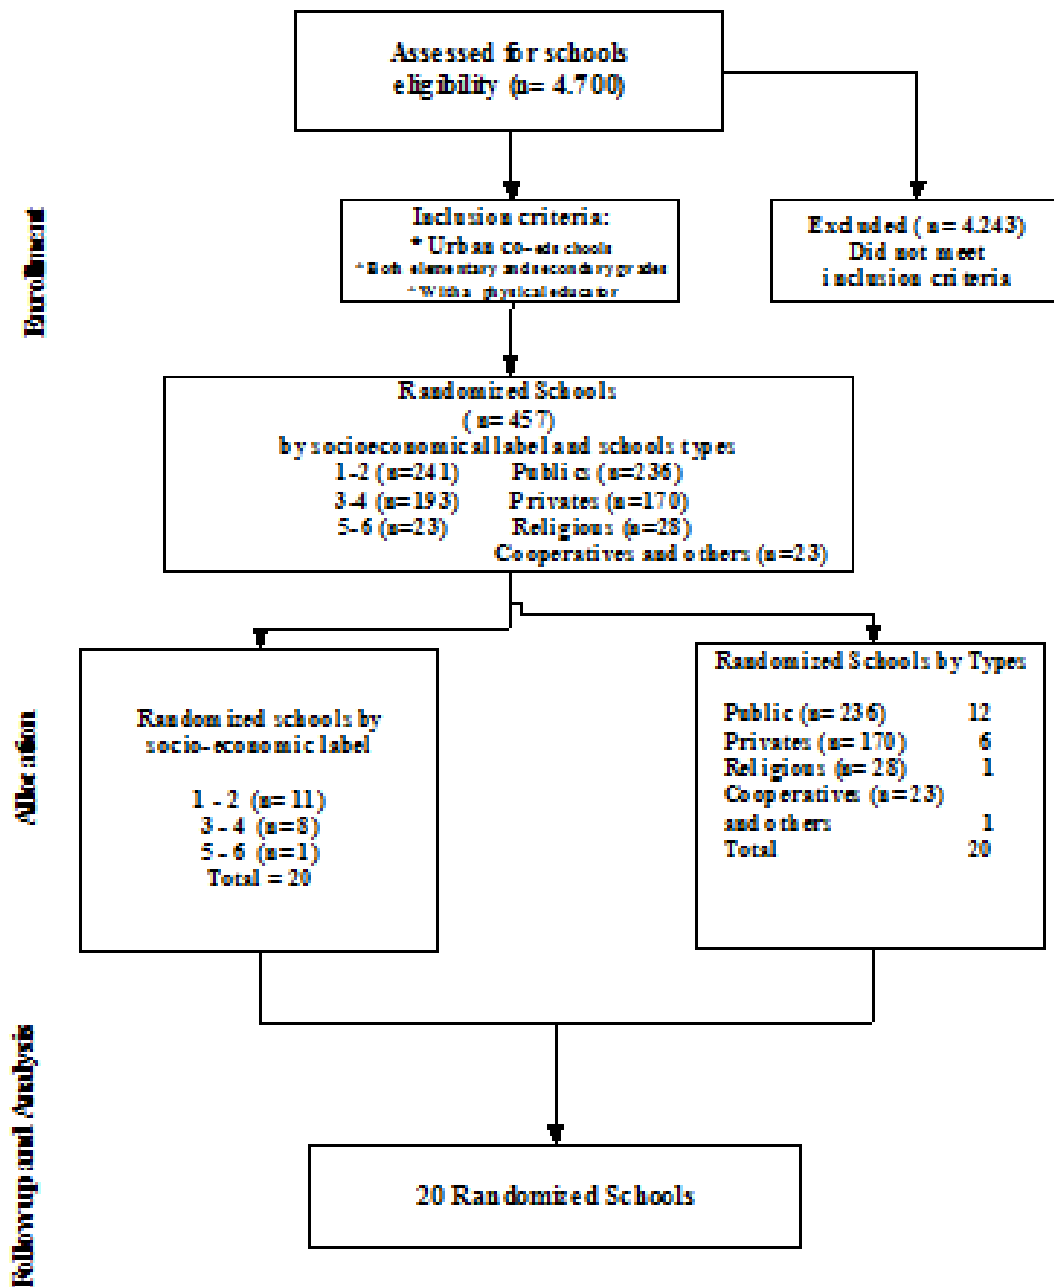 Assessed for schools
eligibility (n= 4.700)
Enrollment
Inclusion criteria:
* Urban co-edu chools
* Both elementary and secondary grades
* With a physical educator
Excluded ( n= 4.243)
Did not meet
inclusion criteria
Randomized Schools
( n= 457)
by socioeconomical label and schools types
1-2 (n=241) Publics (n=236)
3-4 (n=193) Privates (n=170)
5-6 (n=23) Religious (n=28)
Cooperatives and others (n=23)
Allocation
Randomized schools by
socio-economic label
1 - 2 (n= 11)
3 - 4 (n= 8)
5 - 6 (n= 1)
Total = 20
Randomized Schools by Types
Public (n= 236) 12
Privates (n= 170) 6
Religious (n= 28) 1
Cooperatives (n=23)
and others 1
Total 20
Follow up and Analysis
20 Randomized Schools